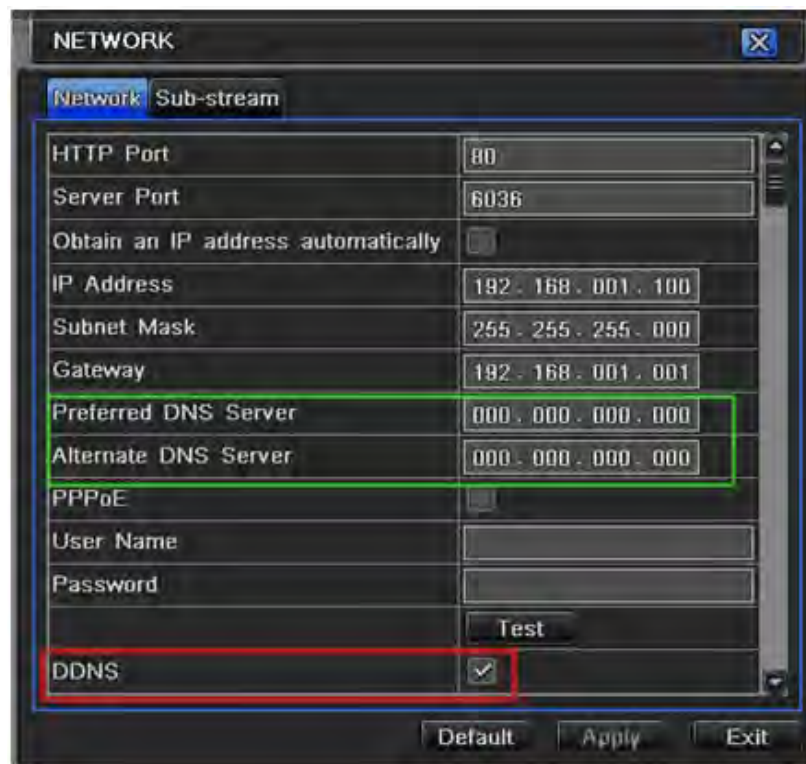 NETWORK
Network Sub-stream
HTTP Port 80
Server Port 6036
Obtain an IP address automatically
IP Address 192 . 168 . 001 . 100
Subnet Mask 255 . 255 . 255 . 000
Gateway 192 . 168 . 001 . 001
Preferred DNS Server 000 . 000 . 000 . 000
Alternate DNS Server 000 . 000 . 000 . 000
PPPoE
User Name
Password
Test
DDNS
Default Apply Exit